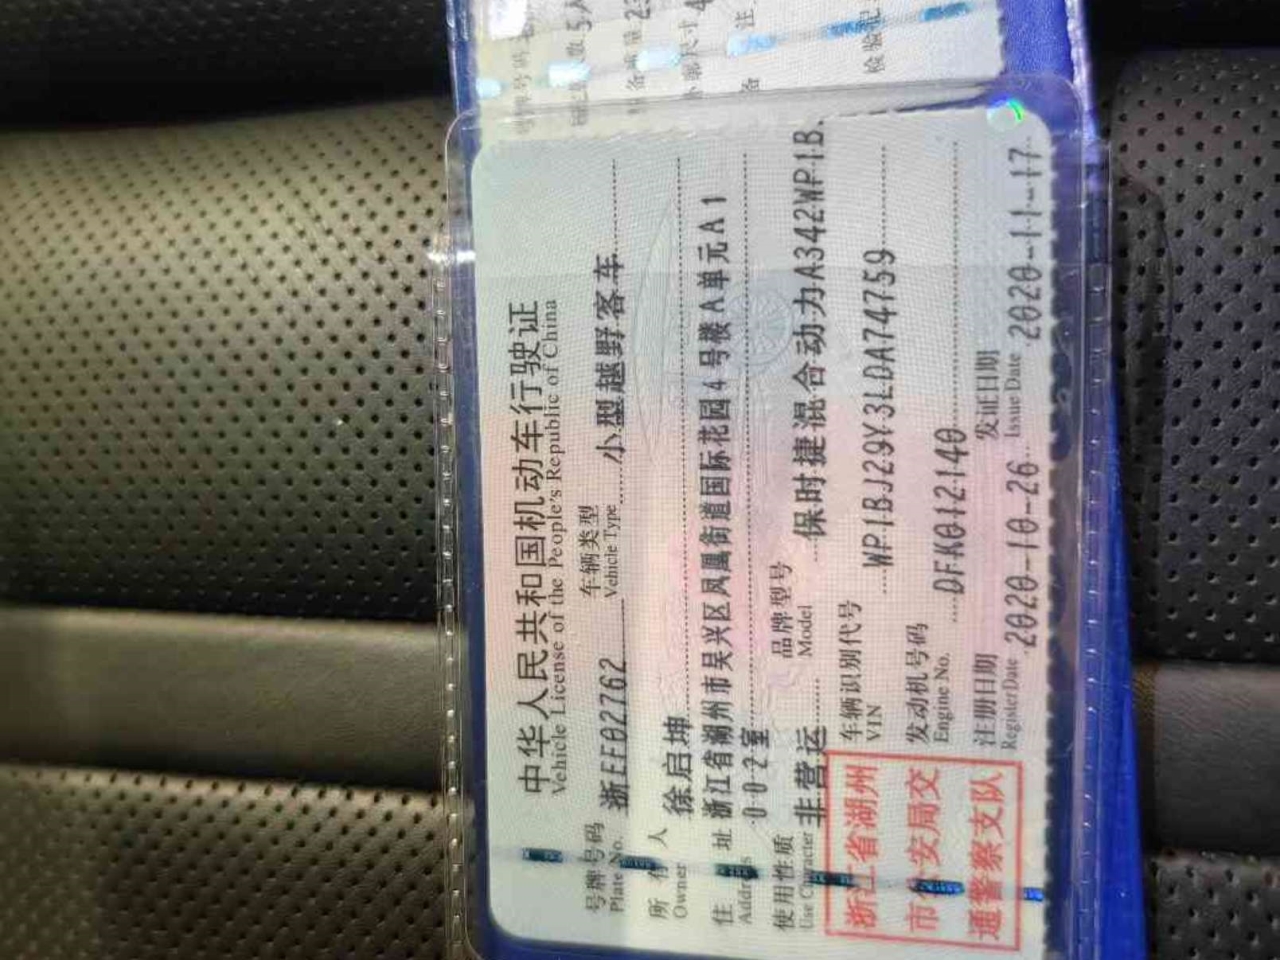 中华人民共和国机动车行驶证
Vehicle License of the People's Republic of China
号牌号码 浙EF02762 车辆类型 小型越野客车
Plate No. Vehicle Type
所有人 徐启坤
Owner
住址 浙江省湖州市吴兴区凤凰街道国际花园4号楼A单元A1
Address 002室
使用性质 非营运 品牌型号 保时捷混合动力A342WP1B
Use Character Model
车辆识别代号 WP1BJ29Y3LDA74759
VIN
发动机号码 DFK012140
Engine No.
注册日期 2020-10-26 发证日期 2020-11-17
Register Date Issue Date
浙江省湖州
市公安局交
通警察支队
备 注
检验记